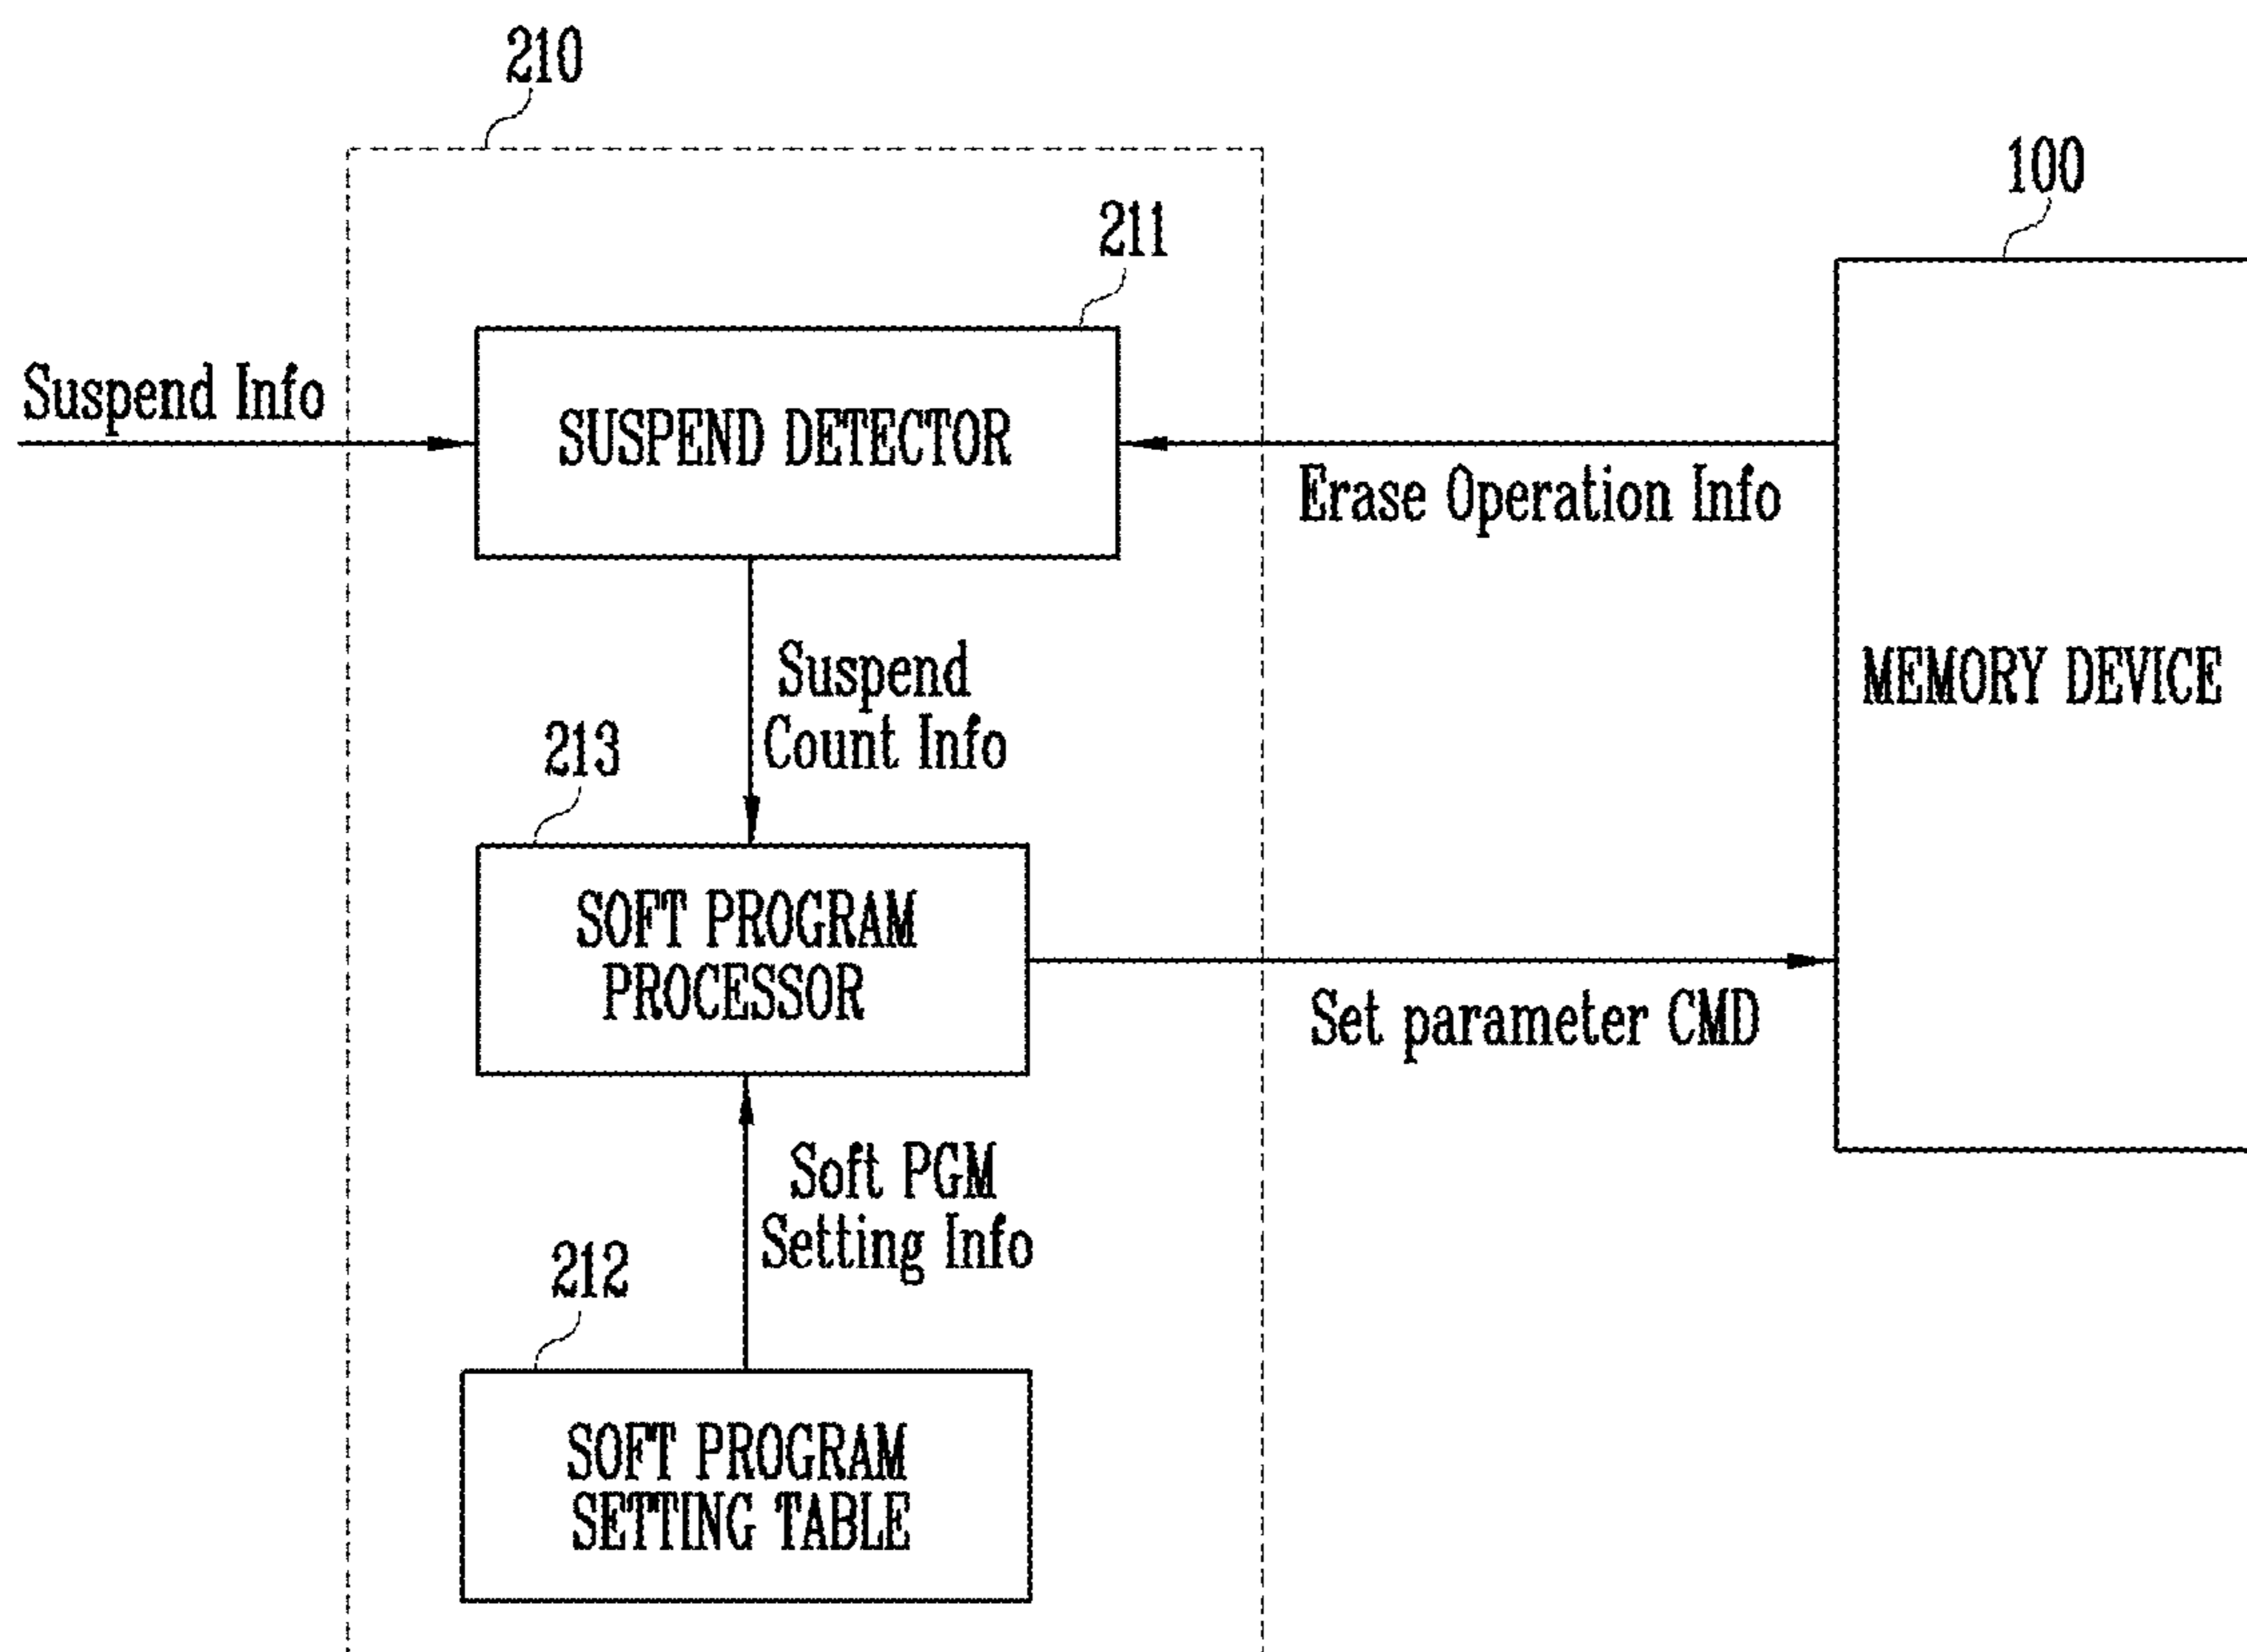 210
100
211
Suspend Info
SUSPEND DETECTOR
Erase Operation Info
Suspend
Count Info
MEMORY DEVICE
213
SOFT PROGRAM
PROCESSOR
Set parameter CMD
Soft PGM
Setting Info
212
SOFT PROGRAM
SETTING TABLE